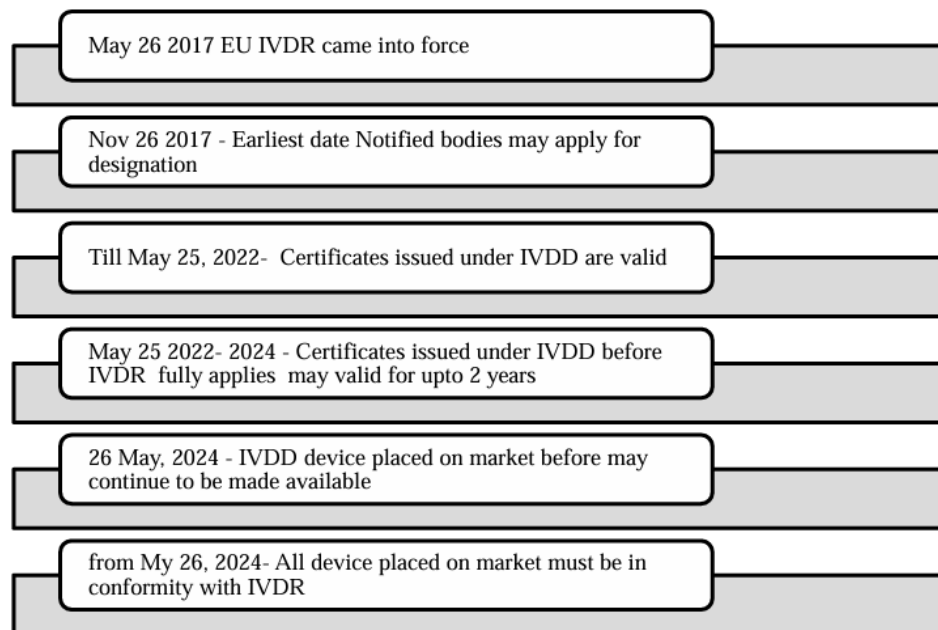 May 26 2017 EU IVDR came into force
Nov 26 2017 - Earliest date Notified bodies may apply for
designation
Till May 25, 2022-  Certificates issued under IVDD are valid
May 25 2022- 2024 - Certificates issued under IVDD before
IVDR  fully applies  may valid for upto 2 years
26 May, 2024 - IVDD device placed on market before may
continue to be made available
from My 26, 2024- All device placed on market must be in
conformity with IVDR